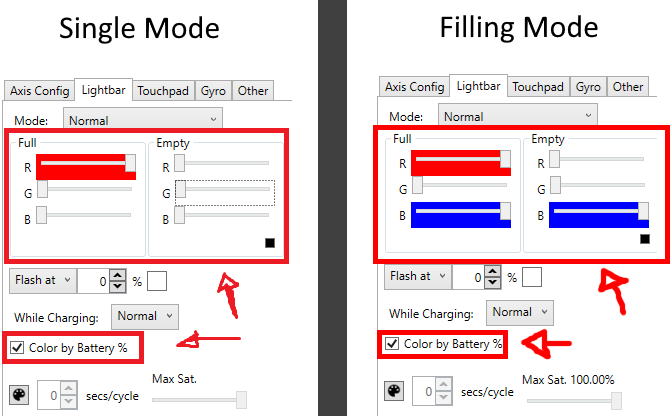 Single Mode
Axis Config Lightbar Touchpad Gyro Other
Mode: Normal
Full Empty
R R
G G
B B
Flash at 0 %
While Charging: Normal
Color by Battery %
0 secs/cycle Max Sat.
Filling Mode
Axis Config Lightbar Touchpad Gyro Other
Mode: Normal
Full Empty
R R
G G
B B
Flash at 0 %
While Charging: Normal
Color by Battery %
0 secs/cycle Max Sat. 100.00%